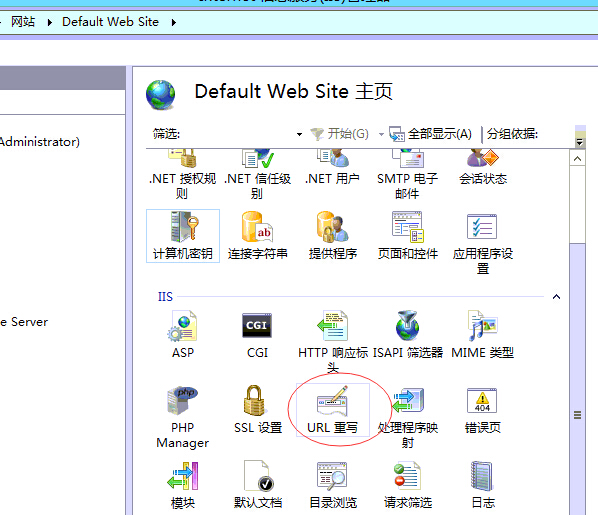 网站 Default Web Site
Default Web Site 主页
筛选: 开始(G) 全部显示(A) 分组依据:
Administrator)
.NET 授权规则
.NET 信任级别
.NET 用户
SMTP 电子邮件
会话状态
计算机密钥
连接字符串
提供程序
页面和控件
应用程序设置
e Server
IIS
ASP
CGI
HTTP 响应标头
ISAPI 筛选器
MIME 类型
PHP Manager
SSL 设置
URL 重写
处理程序映射
错误页
模块
默认文档
目录浏览
请求筛选
日志